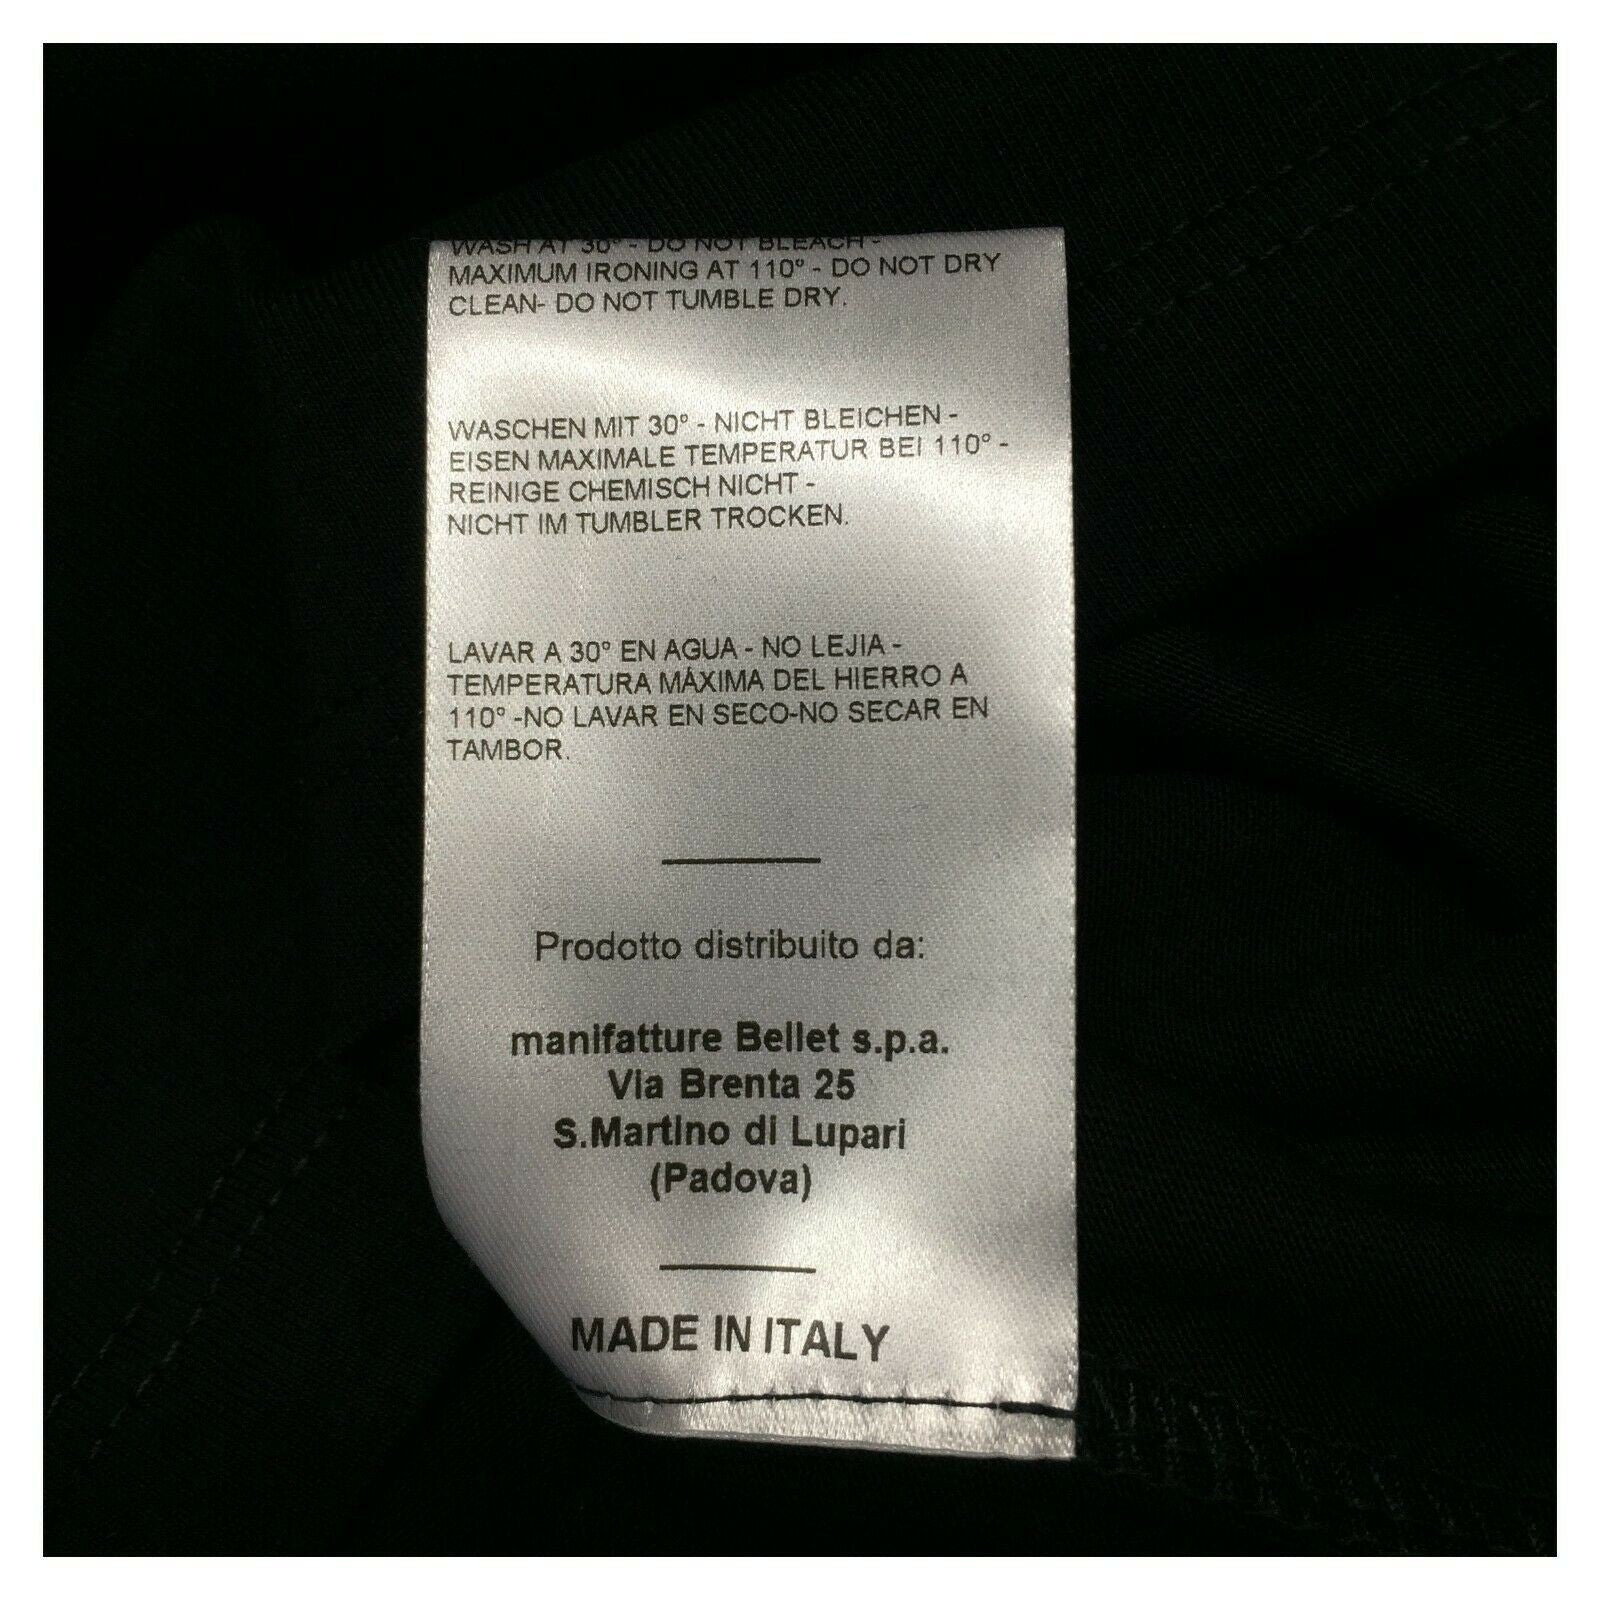 WASH AT 30° - DO NOT BLEACH -
MAXIMUM IRONING AT 110° - DO NOT DRY
CLEAN- DO NOT TUMBLE DRY.
WASCHEN MIT 30° - NICHT BLEICHEN -
EISEN MAXIMALE TEMPERATUR BEI 110° -
REINIGE CHEMISCH NICHT -
NICHT IM TUMBLER TROCKEN.
LAVAR A 30° EN AGUA - NO LEJIA -
TEMPERATURA MÁXIMA DEL HIERRO A
110° -NO LAVAR EN SECO-NO SECAR EN
TAMBOR.
Prodotto distribuito da:
manifatture Bellet s.p.a.
Via Brenta 25
S.Martino di Lupari
(Padova)
MADE IN ITALY